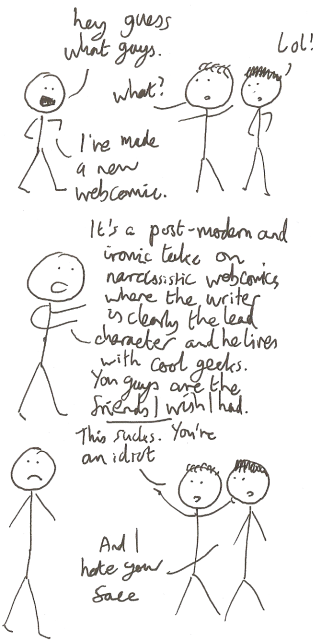 hey guess
what guys.
Lol!
what?
I've made
a new
webcomic.
It's a post-modern and
ironic take on
narcissistic webcomics
where the writer
is clearly the lead
character and he lives
with cool geeks.
You guys are the
friends I wish I had.
This sucks. You're
an idiot
And I
hate your
face